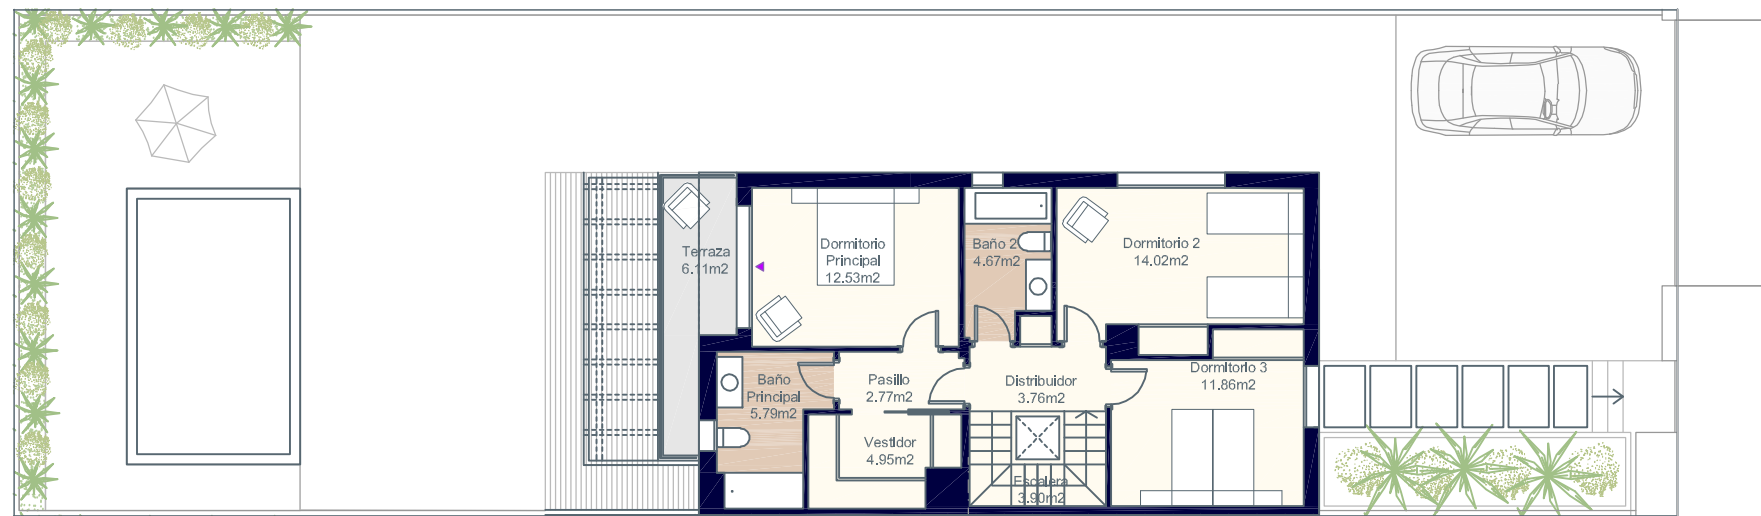 Terraza
6.11m2
Dormitorio
Principal
12.53m2
Baño 2
4.67m2
Dormitorio 2
14.02m2
Baño
Principal
5.79m2
Pasillo
2.77m2
Distribuidor
3.76m2
Dormitorio 3
11.86m2
Vestidor
4.95m2
Escalera
3.90m2